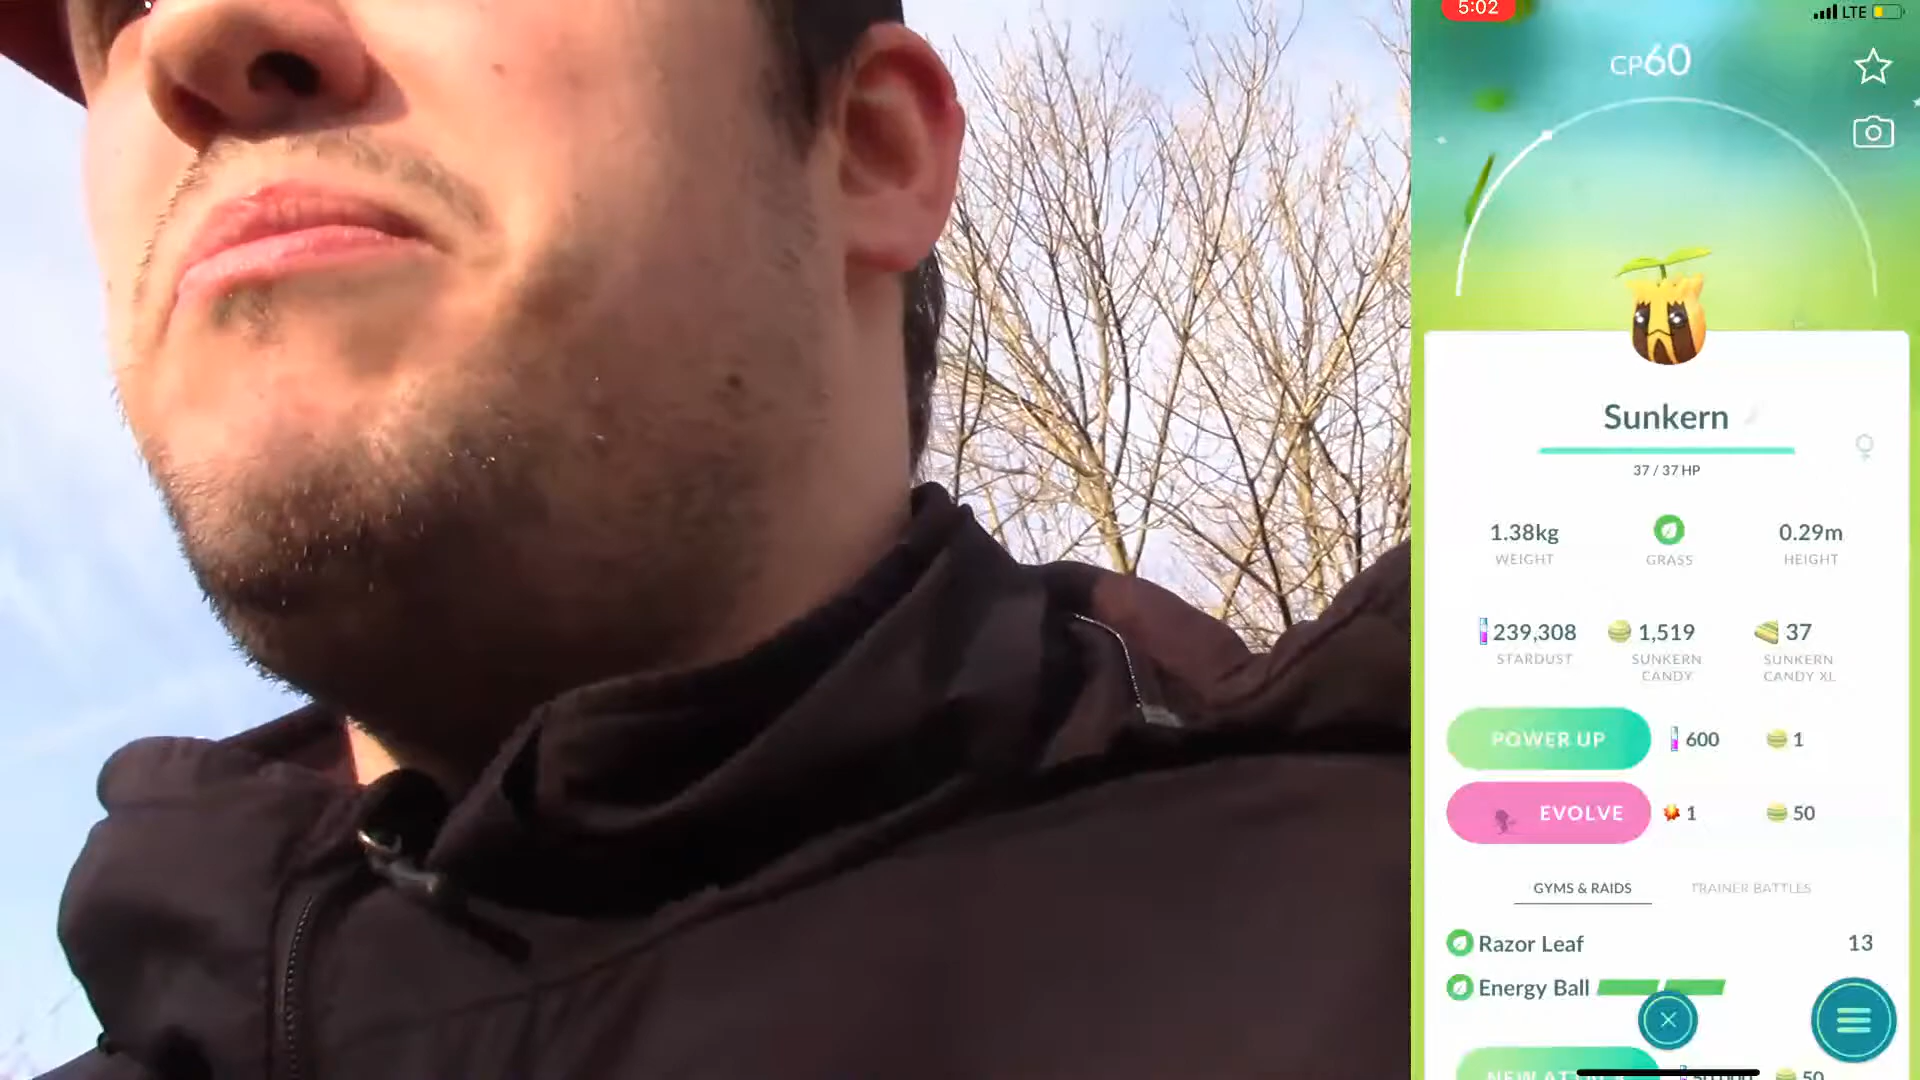 5:02
LTE
CP60
Sunkern
37 / 37 HP
1.38kg
WEIGHT
GRASS
0.29m
HEIGHT
239,308
STARDUST
1,519
SUNKERN
CANDY
37
SUNKERN
CANDY XL
POWER UP
600
1
EVOLVE
1
50
GYMS & RAIDS
TRAINER BATTLES
Razor Leaf
13
Energy Ball
50